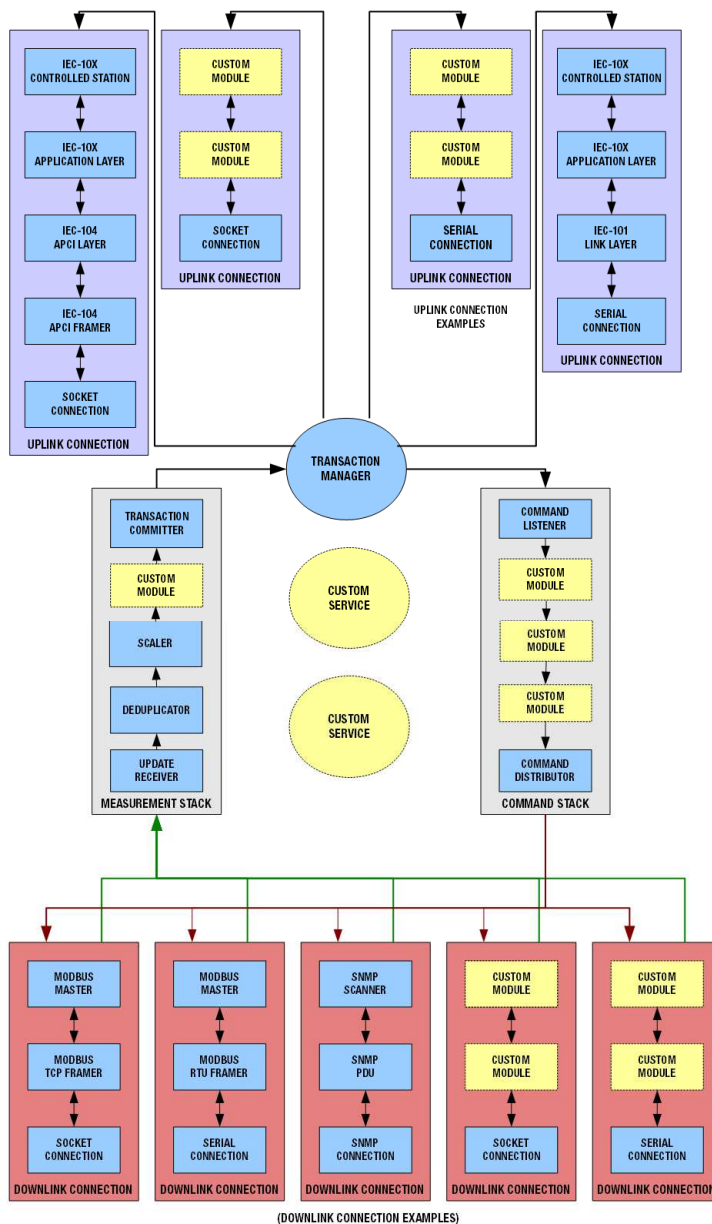 IEC-10X
CONTROLLED STATION
IEC-10X
APPLICATION LAYER
IEC-104
APCI LAYER
IEC-104
APCI FRAMER
SOCKET
CONNECTION
UPLINK CONNECTION
CUSTOM
MODULE
CUSTOM
MODULE
SOCKET
CONNECTION
UPLINK CONNECTION
CUSTOM
MODULE
CUSTOM
MODULE
SERIAL
CONNECTION
UPLINK CONNECTION
UPLINK CONNECTION
EXAMPLES
IEC-10X
CONTROLLED STATION
IEC-10X
APPLICATION LAYER
IEC-101
LINK LAYER
SERIAL
CONNECTION
UPLINK CONNECTION
TRANSACTION
MANAGER
TRANSACTION
COMMITTER
CUSTOM
MODULE
SCALER
DEDUPLICATOR
UPDATE
RECEIVER
MEASUREMENT STACK
CUSTOM
SERVICE
CUSTOM
SERVICE
COMMAND
LISTENER
CUSTOM
MODULE
CUSTOM
MODULE
CUSTOM
MODULE
COMMAND
DISTRIBUTOR
COMMAND STACK
MODBUS
MASTER
MODBUS
TCP FRAMER
SOCKET
CONNECTION
DOWNLINK CONNECTION
MODBUS
MASTER
MODBUS
RTU FRAMER
SERIAL
CONNECTION
DOWNLINK CONNECTION
SNMP
SCANNER
SNMP
PDU
SNMP
CONNECTION
DOWNLINK CONNECTION
CUSTOM
MODULE
CUSTOM
MODULE
SOCKET
CONNECTION
DOWNLINK CONNECTION
CUSTOM
MODULE
CUSTOM
MODULE
SERIAL
CONNECTION
DOWNLINK CONNECTION
(DOWNLINK CONNECTION EXAMPLES)